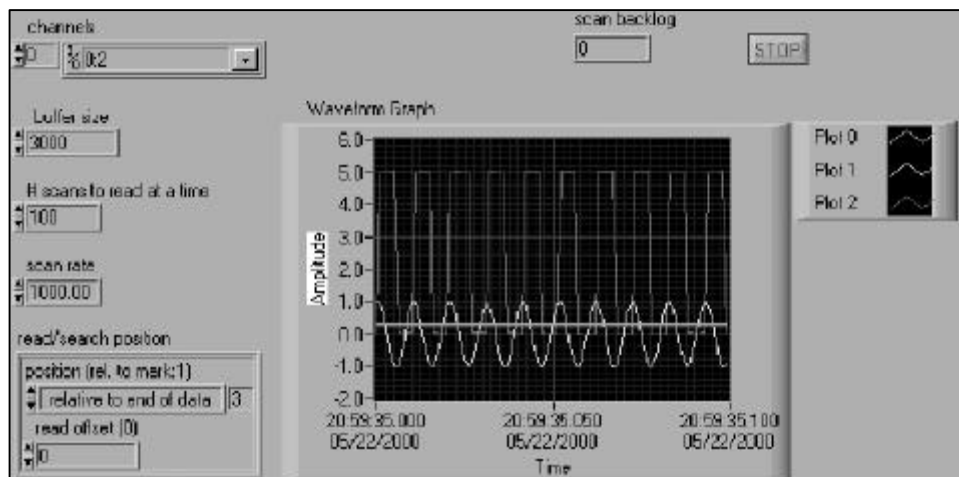 channels
0
0:2
scan backlog
0
STOP
buffer size
3000
# scans to read at a time
100
scan rate
1000.00
read/search position
position (rel. to mark:1)
relative to end of data
3
read offset (0)
0
Waveform Graph
Amplitude
6.0
5.0
4.0
3.0
2.0
1.0
0.0
-1.0
-2.0
20:59:35.000
05/22/2000
20:59:35.050
05/22/2000
20:59:35.100
05/22/2000
Time
Plot 0
Plot 1
Plot 2